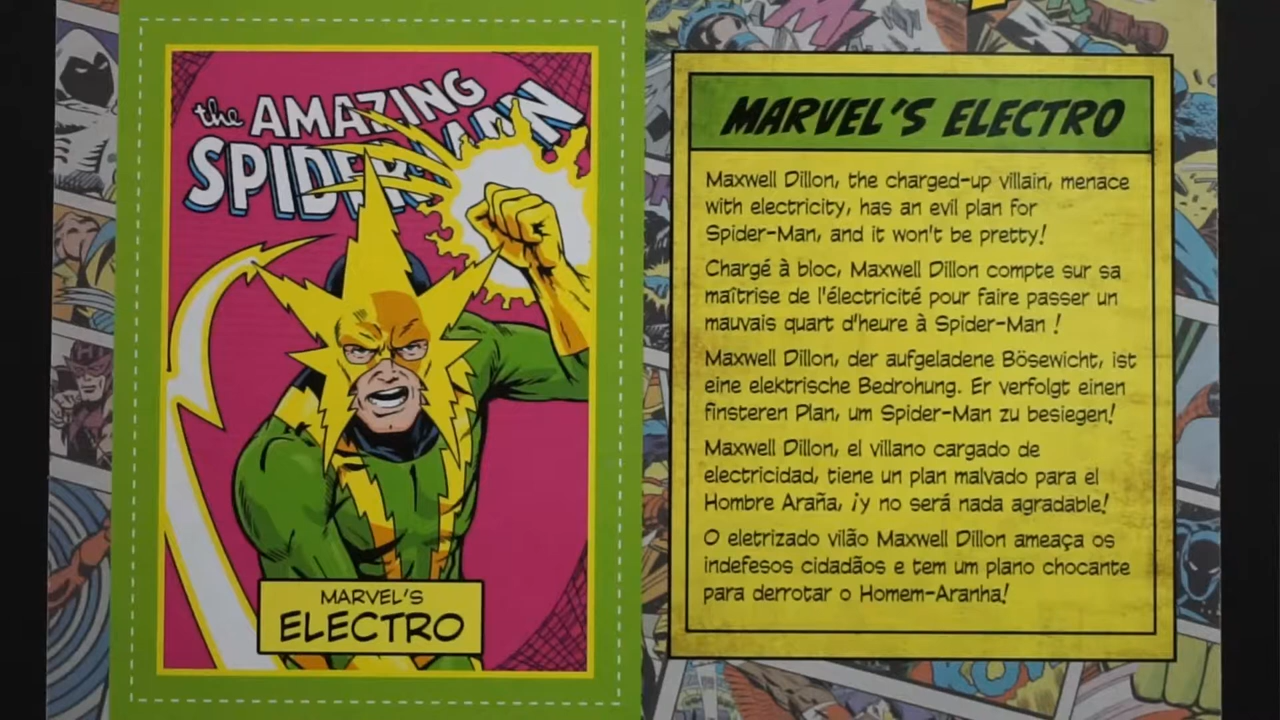 the AMAZING
SPIDER-MAN
MARVEL'S
ELECTRO
MARVEL'S ELECTRO
Maxwell Dillon, the charged-up villain, menace
with electricity, has an evil plan for
Spider-Man, and it won't be pretty!
Chargé à bloc, Maxwell Dillon compte sur sa
maîtrise de l'électricité pour faire passer un
mauvais quart d'heure à Spider-Man !
Maxwell Dillon, der aufgeladene Bösewicht, ist
eine elektrische Bedrohung. Er verfolgt einen
finsteren Plan, um Spider-Man zu besiegen!
Maxwell Dillon, el villano cargado de
electricidad, tiene un plan malvado para el
Hombre Araña, ¡y no será nada agradable!
O eletrizado vilão Maxwell Dillon ameaça os
indefesos cidadãos e tem um plano chocante
para derrotar o Homem-Aranha!